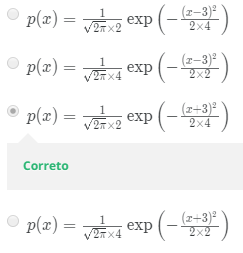 p(x) = 1/(√2π×2) exp(−(x−3)²/(2×4))
p(x) = 1/(√2π×4) exp(−(x−3)²/(2×2))
p(x) = 1/(√2π×2) exp(−(x+3)²/(2×4))
Correto
p(x) = 1/(√2π×4) exp(−(x+3)²/(2×2))